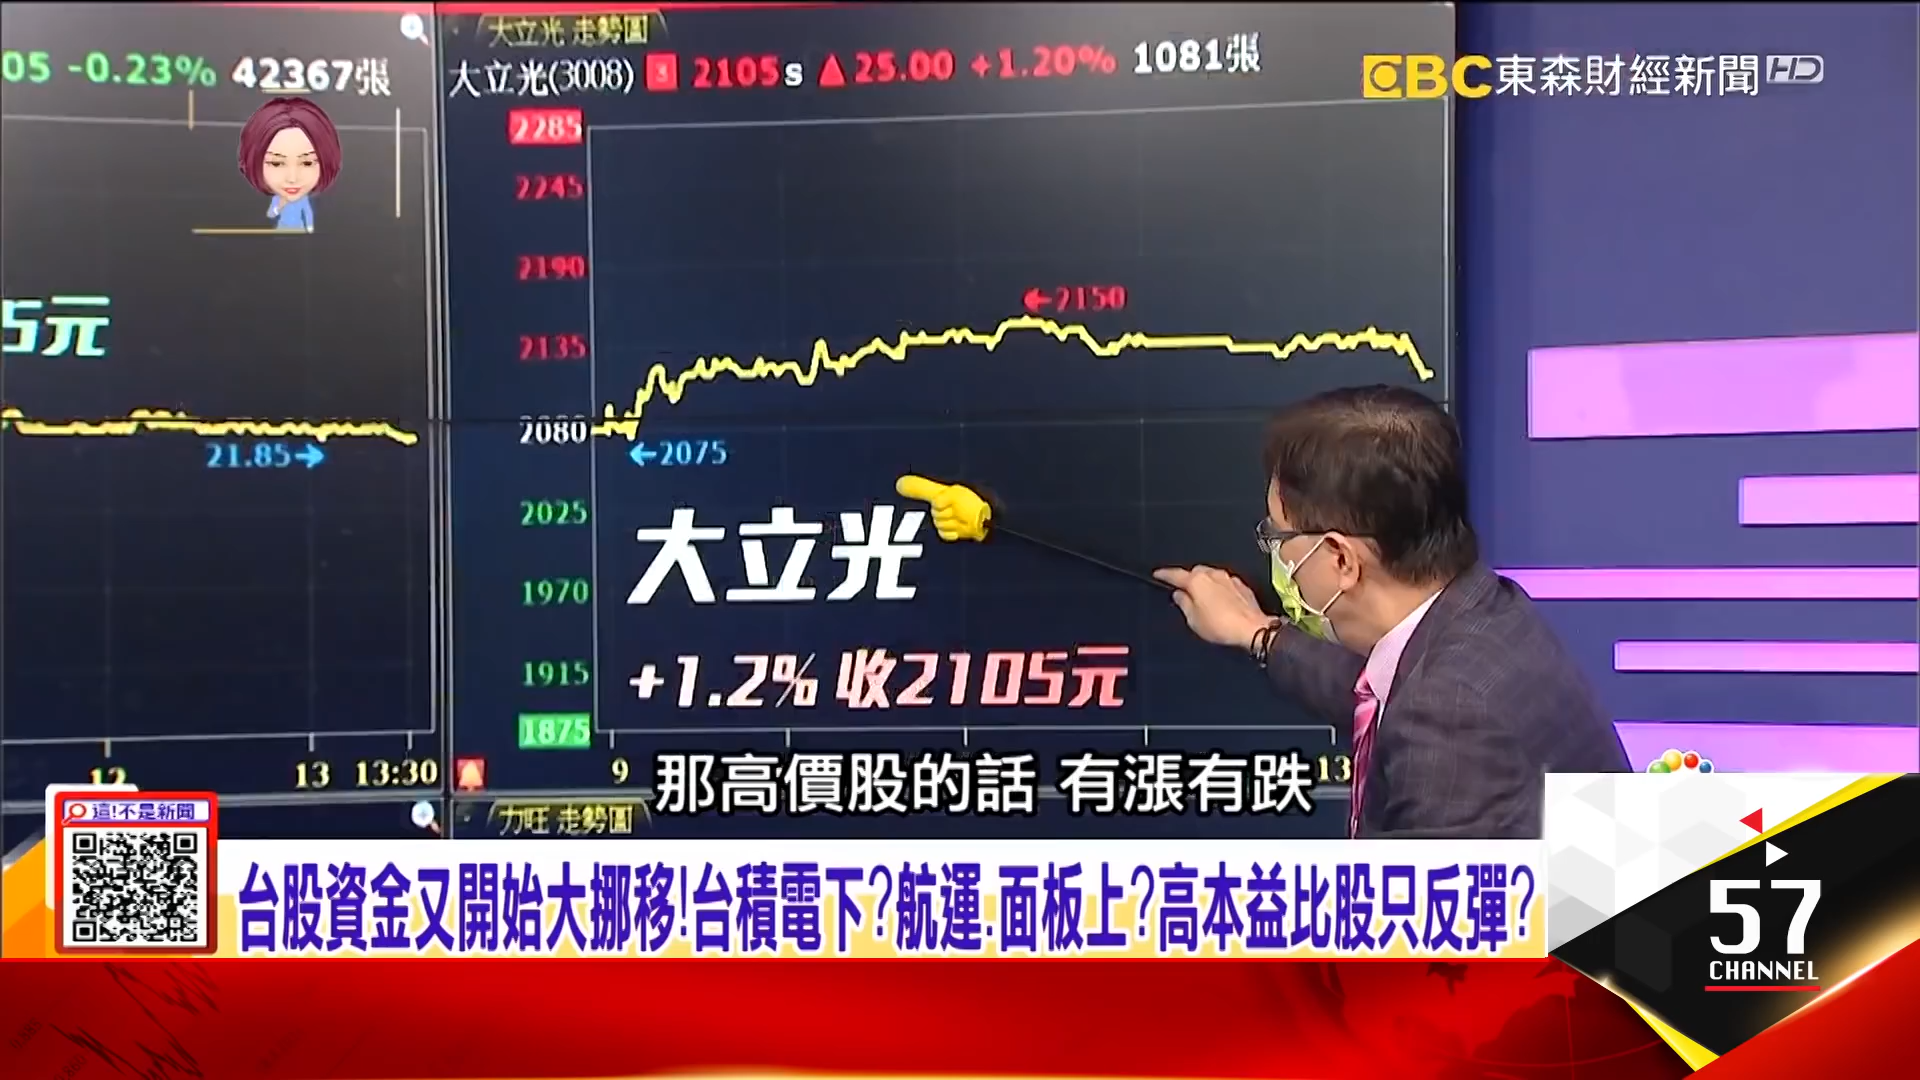 大立光 走勢圖
05 -0.23% 42367張
大立光(3008) 3 2105s ▲25.00 +1.20% 1081張
EBC東森財經新聞HD
2285
2245
2190
←2150
5元
2135
2080
←2075
21.85→
2025
大立光
1970
1915
+1.2% 收2105元
1875
12 13 13:30
9 13
那高價股的話 有漲有跌
力旺 走勢圖
這!不是新聞
台股資金又開始大挪移!台積電下?航運.面板上?高本益比股只反彈?
57
CHANNEL